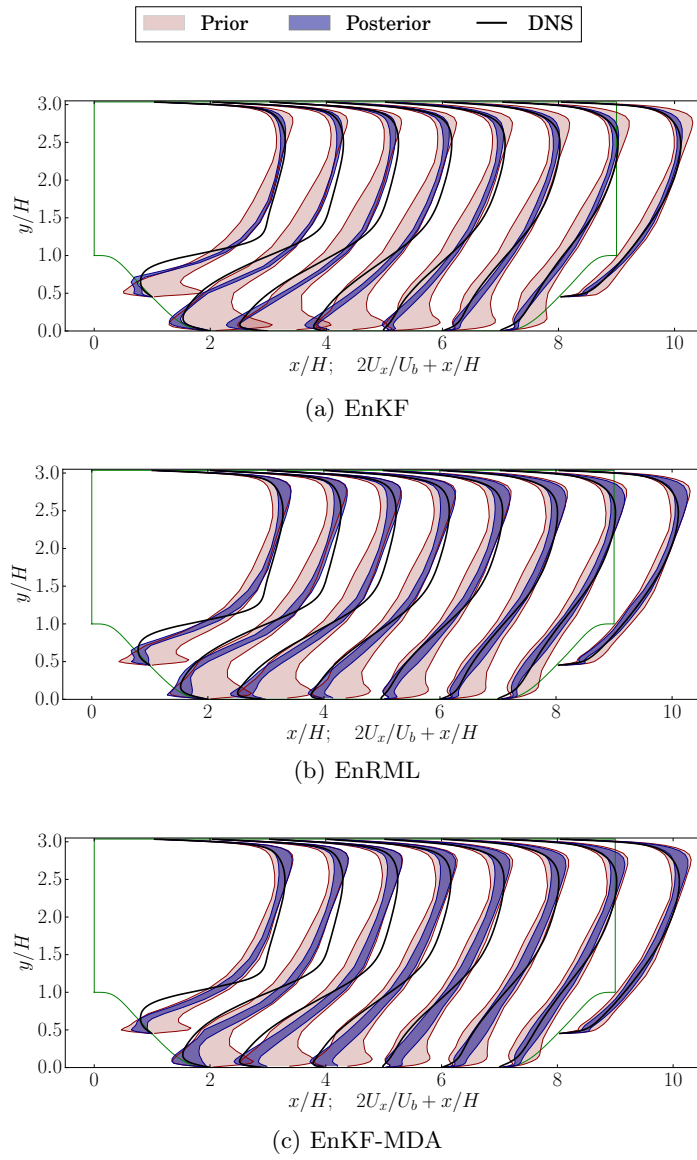 Prior Posterior DNS
3.0
2.5
2.0
1.5
1.0
0.5
0.0
y/H
0 2 4 6 8 10
x/H; 2U_x/U_b + x/H
(a) EnKF
3.0
2.5
2.0
1.5
1.0
0.5
0.0
y/H
0 2 4 6 8 10
x/H; 2U_x/U_b + x/H
(b) EnRML
3.0
2.5
2.0
1.5
1.0
0.5
0.0
y/H
0 2 4 6 8 10
x/H; 2U_x/U_b + x/H
(c) EnKF-MDA